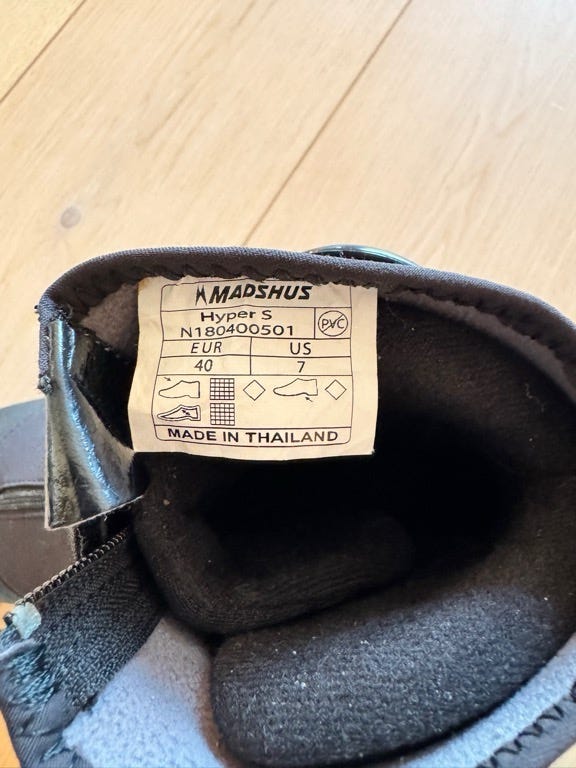 MADSHUS
Hyper S
N180400501 PVC
EUR US
40 7
MADE IN THAILAND